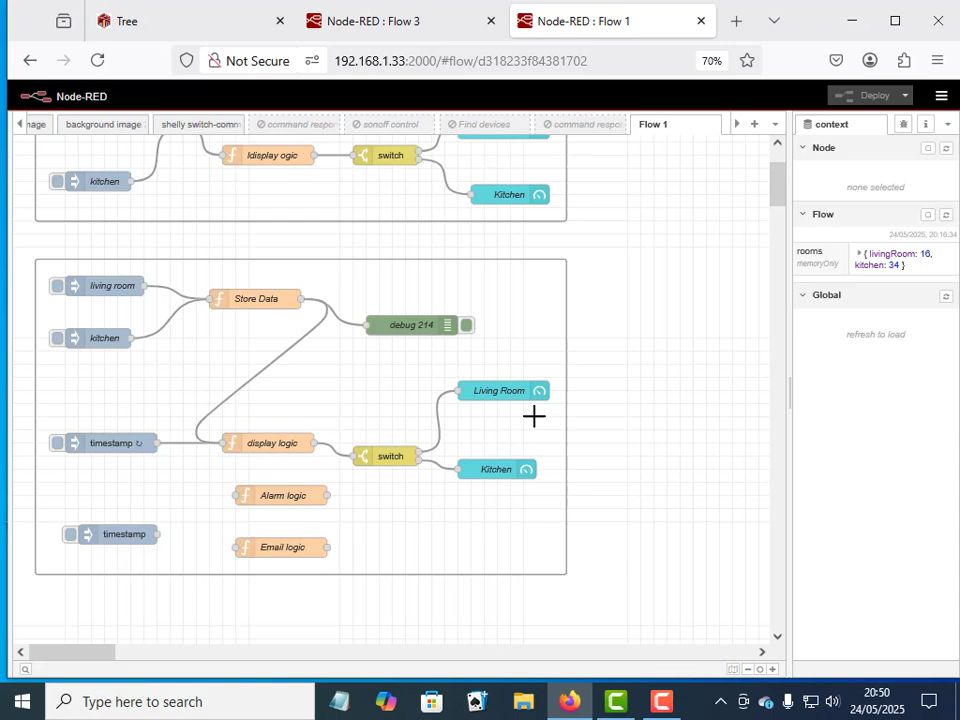 Tree
Node-RED : Flow 3
Node-RED : Flow 1
Not Secure
192.168.1.33:2000/#flow/d318233f84381702
70%
Node-RED
Deploy
mage
background image
shelly switch-comm
command respo
sonoff control
Find devices
command respo
Flow 1
context
Idisplay ogic
switch
kitchen
Kitchen
Node
none selected
Flow
24/05/2025, 20:16:34
rooms
memoryOnly
{ livingRoom: 16,
kitchen: 34 }
Global
refresh to load
living room
Store Data
kitchen
debug 214
Living Room
timestamp ↻
display logic
switch
Kitchen
Alarm logic
timestamp
Email logic
Type here to search
20:50
24/05/2025